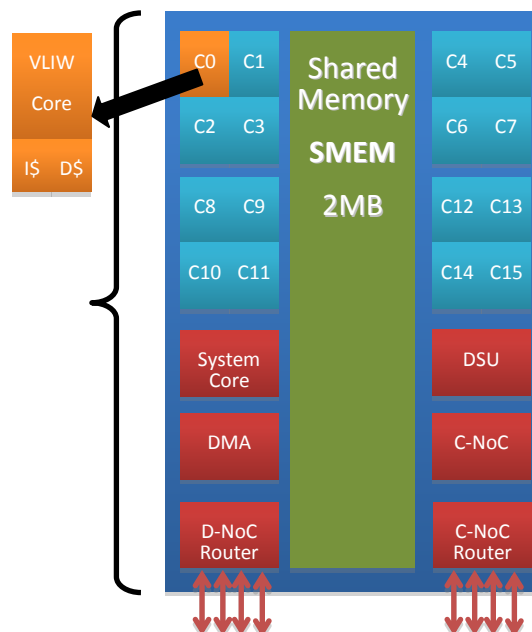 VLIW
Core
I$ D$
C0 C1
C2 C3
C8 C9
C10 C11
System
Core
DMA
D-NoC
Router
Shared
Memory
SMEM
2MB
C4 C5
C6 C7
C12 C13
C14 C15
DSU
C-NoC
C-NoC
Router